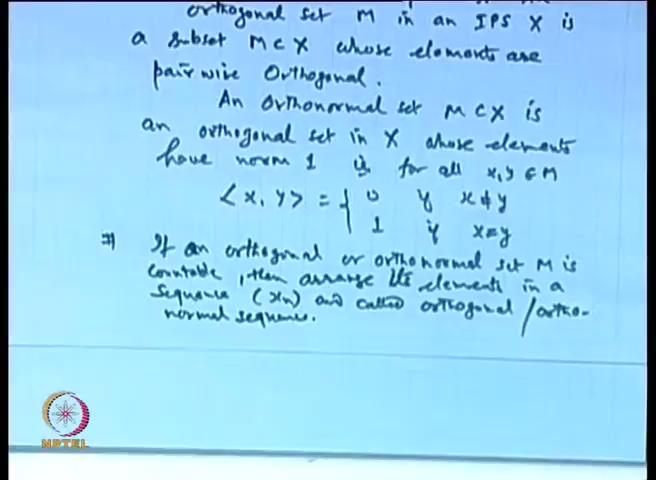 orthogonal set M in an IPS X is
a subset M⊂X whose elements are
pairwise Orthogonal.
An Orthonormal set M⊂X is
an orthogonal set in X whose elements
have norm 1 ie for all x,y ∈ M
<x, y> = { 0 if x≠y
1 if x=y
⇒ If an orthogonal or orthonormal set M is
Countable, then arrange its elements in a
Sequence (xn) and called orthogonal/ortho-
normal sequence.
NPTEL